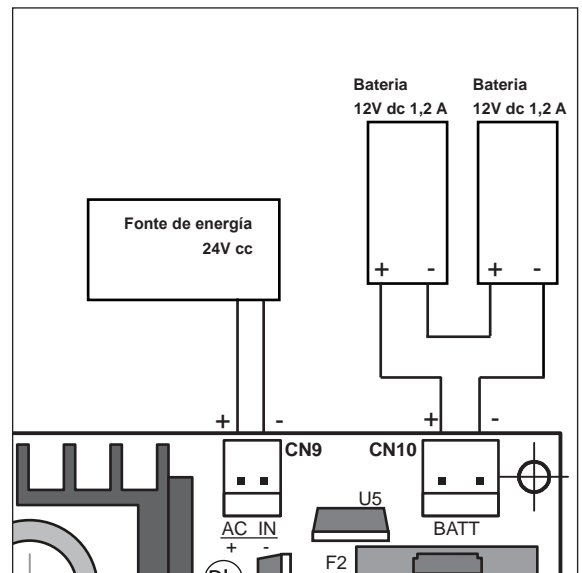 Bateria
12V dc 1,2 A
Bateria
12V dc 1,2 A
Fonte de energía
24V cc
+ - + -
+ - + -
CN9 CN10
U5
AC IN
+ -
BATT
F2